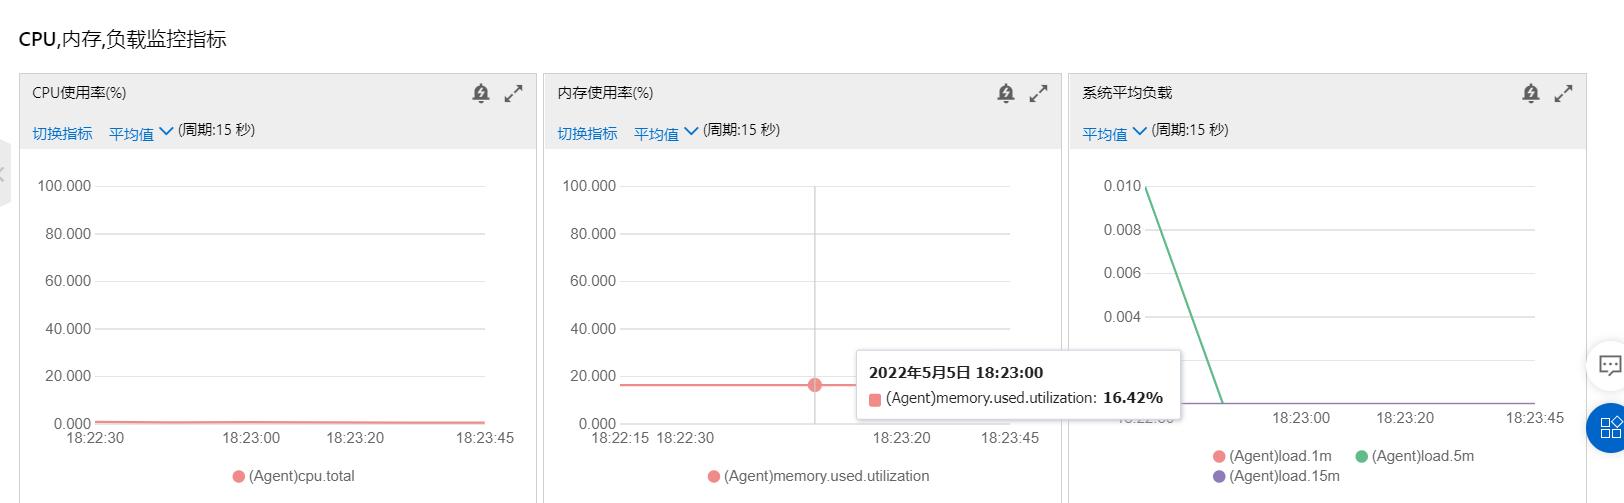 CPU,内存,负载监控指标
CPU使用率(%)
切换指标 平均值 (周期:15 秒)
100.000
80.000
60.000
40.000
20.000
0.000
18:22:30 18:23:00 18:23:20 18:23:45
(Agent)cpu.total
内存使用率(%)
切换指标 平均值 (周期:15 秒)
100.000
80.000
60.000
40.000
20.000
0.000
18:22:15 18:22:30 18:23:20 18:23:45
(Agent)memory.used.utilization
2022年5月5日 18:23:00
(Agent)memory.used.utilization: 16.42%
系统平均负载
平均值 (周期:15 秒)
0.010
0.008
0.006
0.004
18:23:00 18:23:20 18:23:45
(Agent)load.1m (Agent)load.5m
(Agent)load.15m